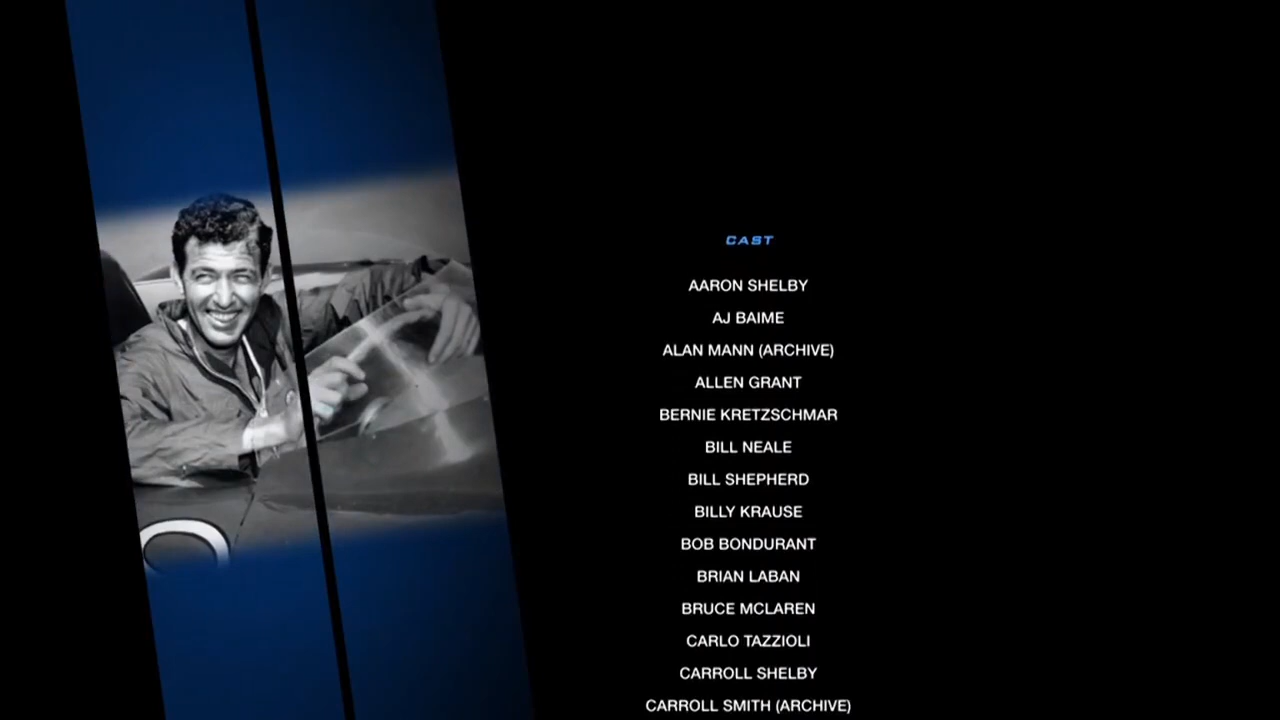 CAST
AARON SHELBY
AJ BAIME
ALAN MANN (ARCHIVE)
ALLEN GRANT
BERNIE KRETZSCHMAR
BILL NEALE
BILL SHEPHERD
BILLY KRAUSE
BOB BONDURANT
BRIAN LABAN
BRUCE MCLAREN
CARLO TAZZIOLI
CARROLL SHELBY
CARROLL SMITH (ARCHIVE)